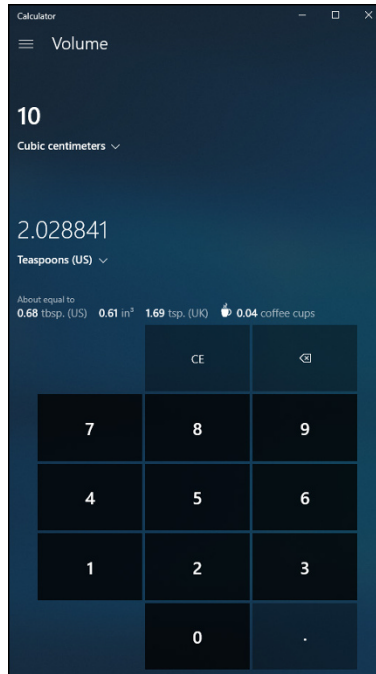 Calculator
Volume
10
Cubic centimeters
2.028841
Teaspoons (US)
About equal to
0.68 tbsp. (US) 0.61 in³ 1.69 tsp. (UK) 0.04 coffee cups
CE
7 8 9
4 5 6
1 2 3
0 .